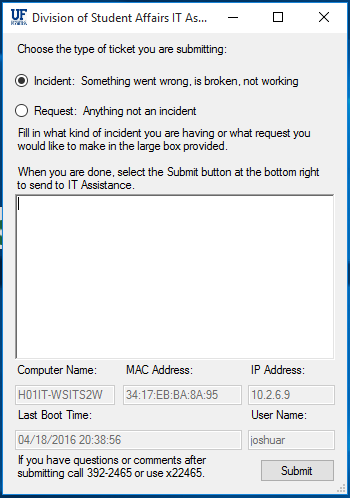 UF Division of Student Affairs IT As...
Choose the type of ticket you are submitting:
Incident: Something went wrong, is broken, not working
Request: Anything not an incident
Fill in what kind of incident you are having or what request you
would like to make in the large box provided.
When you are done, select the Submit button at the bottom right
to send to IT Assistance.
Computer Name: MAC Address: IP Address:
H01IT-WSITS2W 34:17:EB:BA:8A:95 10.2.6.9
Last Boot Time: User Name:
04/18/2016 20:38:56 joshuar
If you have questions or comments after
submitting call 392-2465 or use x22465.
Submit